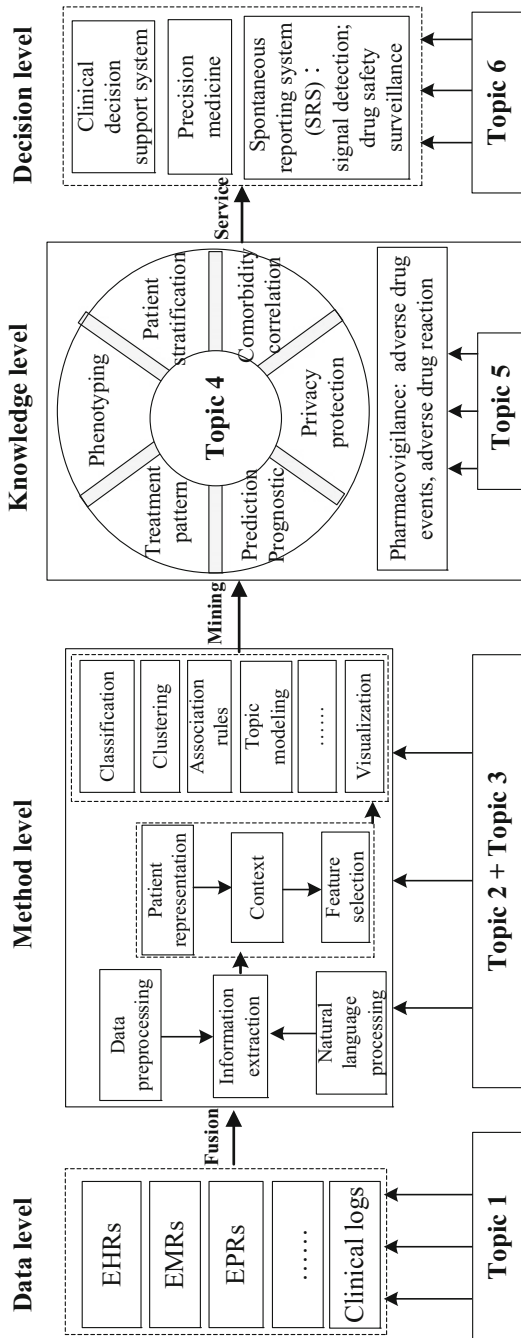 Data level
EHRs
EMRs
EPRs
......
Clinical logs
Topic 1
Fusion
Method level
Data
preprocessing
Information
extraction
Natural
language
processing
Patient
representation
Context
Feature
selection
Classification
Clustering
Association
rules
Topic
modeling
......
Visualization
Topic 2 + Topic 3
Mining
Knowledge level
Topic 4
Phenotyping
Patient
stratification
Comorbidity
correlation
Privacy
protection
Prediction
Prognostic
Treatment
pattern
Pharmacovigilance: adverse drug
events, adverse drug reaction
Topic 5
Service
Decision level
Clinical
decision
support system
Precision
medicine
Spontaneous
reporting system
(SRS) :
signal detection;
drug safety
surveillance
Topic 6